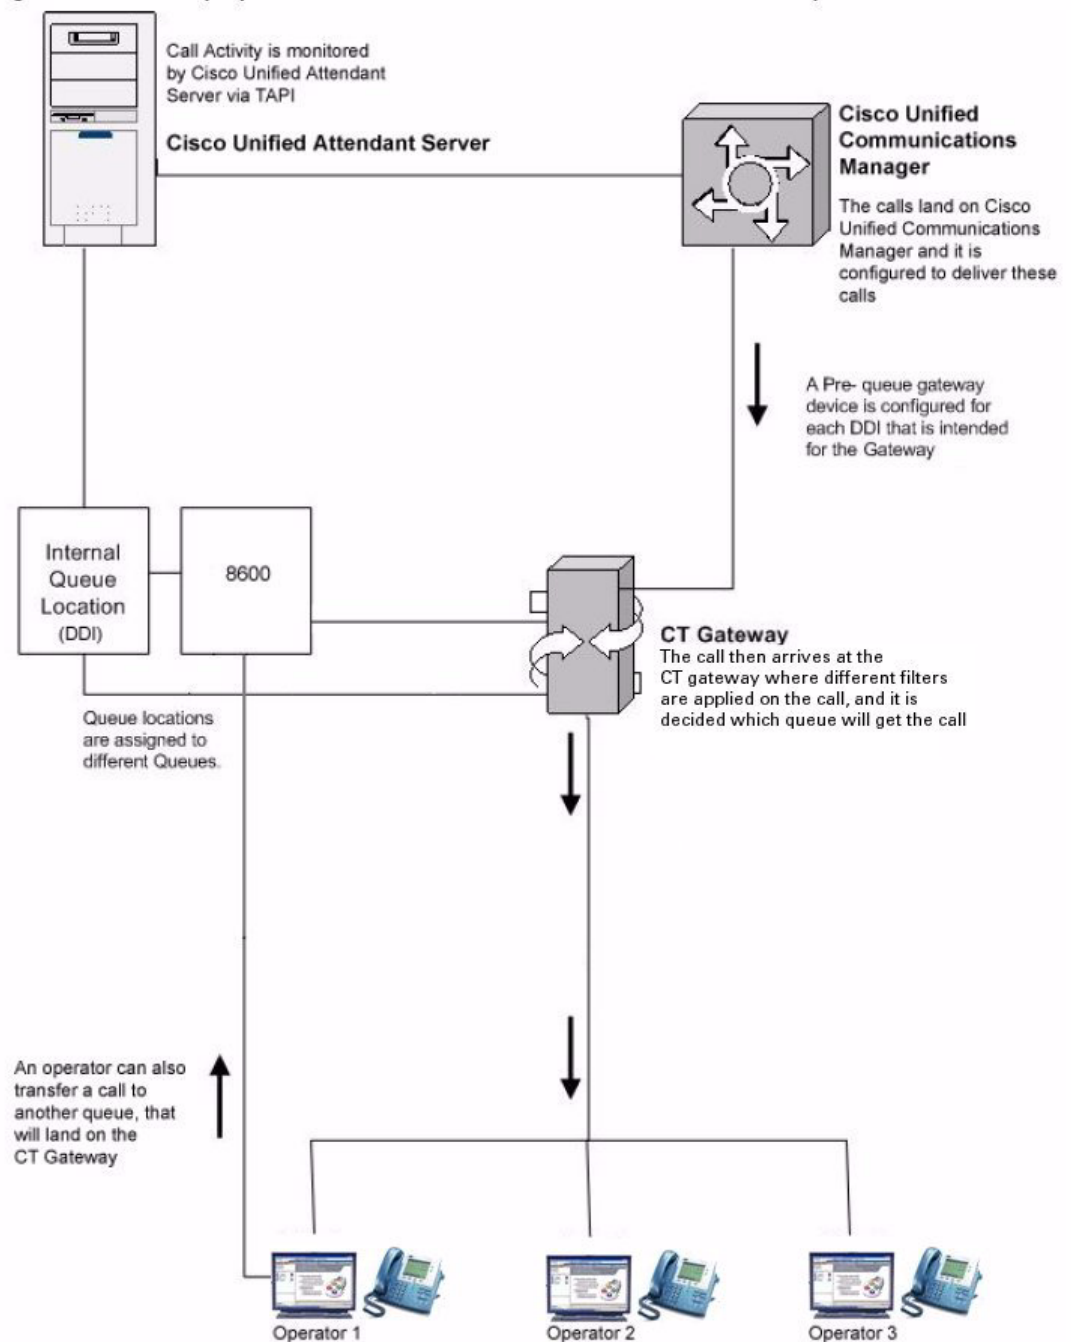 Call Activity is monitored
by Cisco Unified Attendant
Server via TAPI
Cisco Unified Attendant Server
Cisco Unified
Communications
Manager
The calls land on Cisco
Unified Communications
Manager and it is
configured to deliver these
calls
A Pre- queue gateway
device is configured for
each DDI that is intended
for the Gateway
Internal
Queue
Location
(DDI)
8600
CT Gateway
The call then arrives at the
CT gateway where different filters
are applied on the call, and it is
decided which queue will get the call
Queue locations
are assigned to
different Queues.
An operator can also
transfer a call to
another queue, that
will land on the
CT Gateway
Operator 1
Operator 2
Operator 3